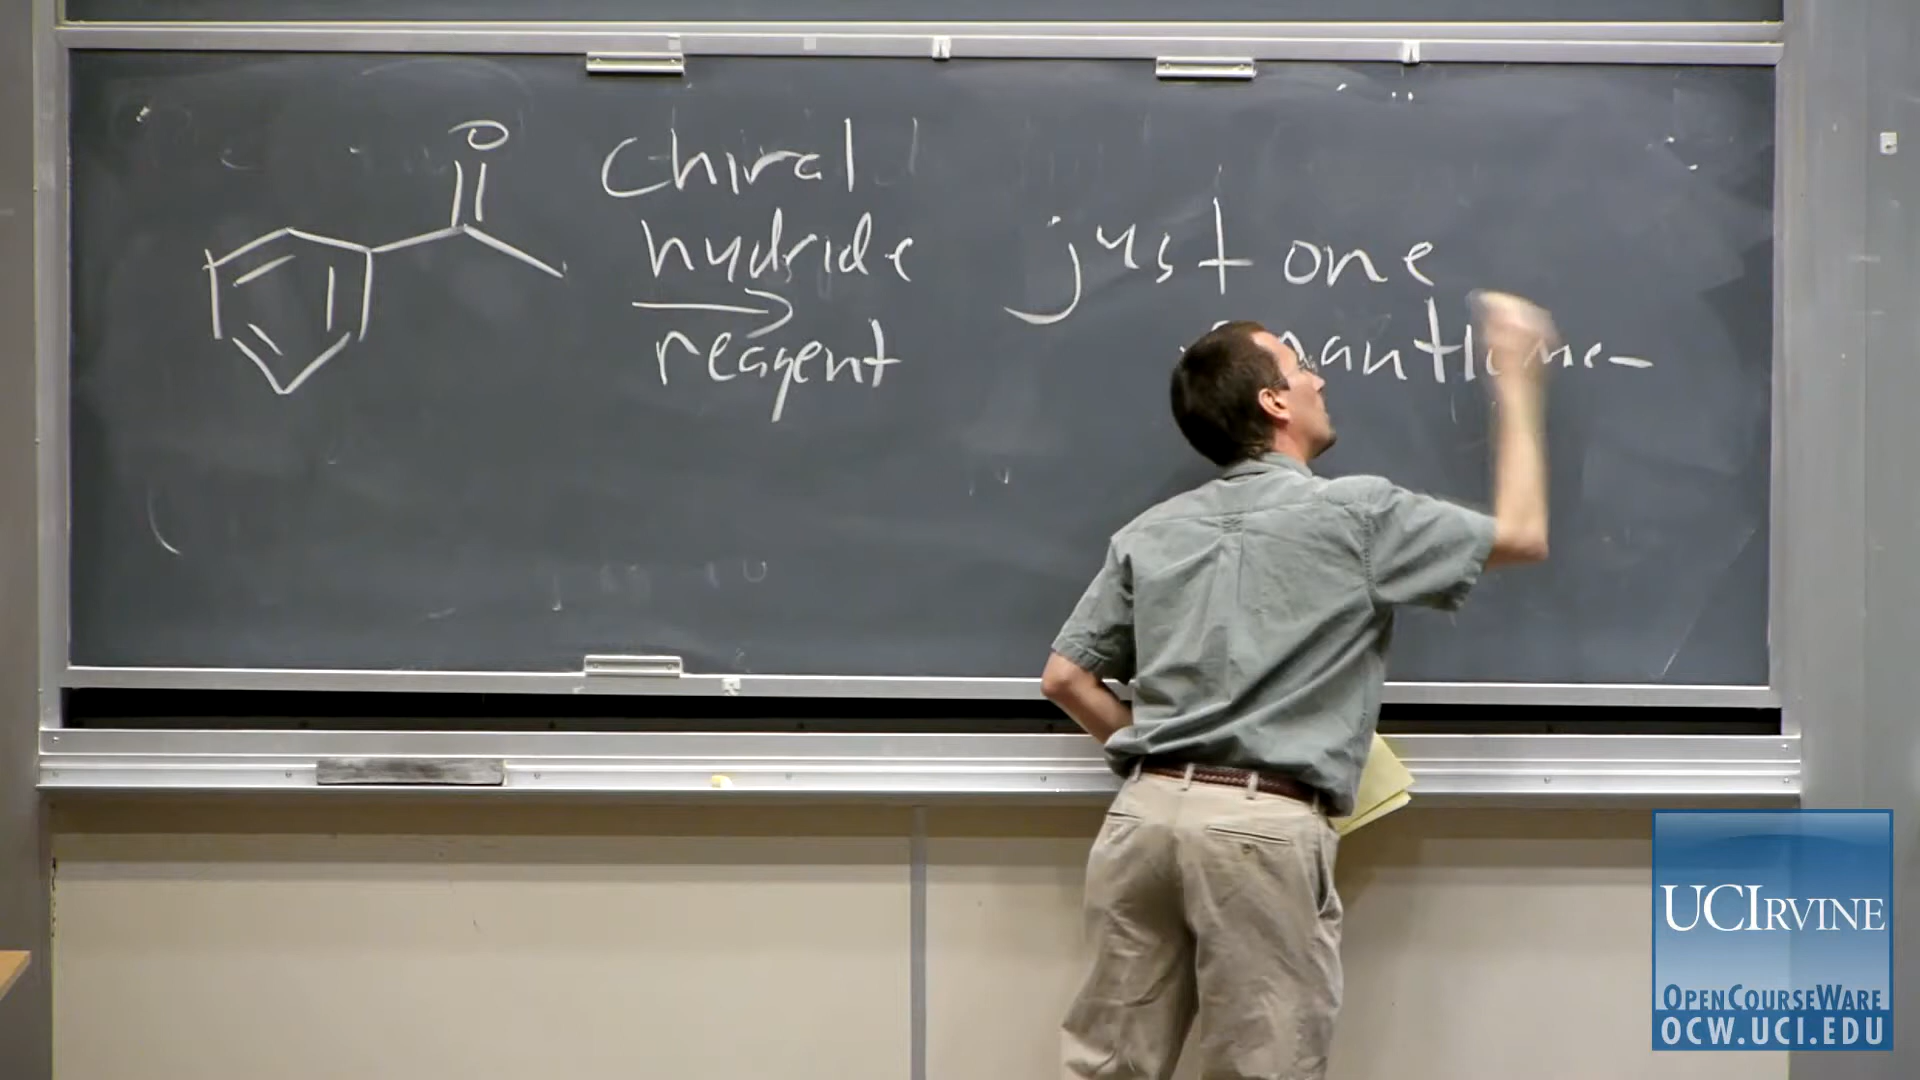 O
chiral
hydride
reagent
just one
UCIRVINE
OPENCOURSEWARE
OCW.UCI.EDU